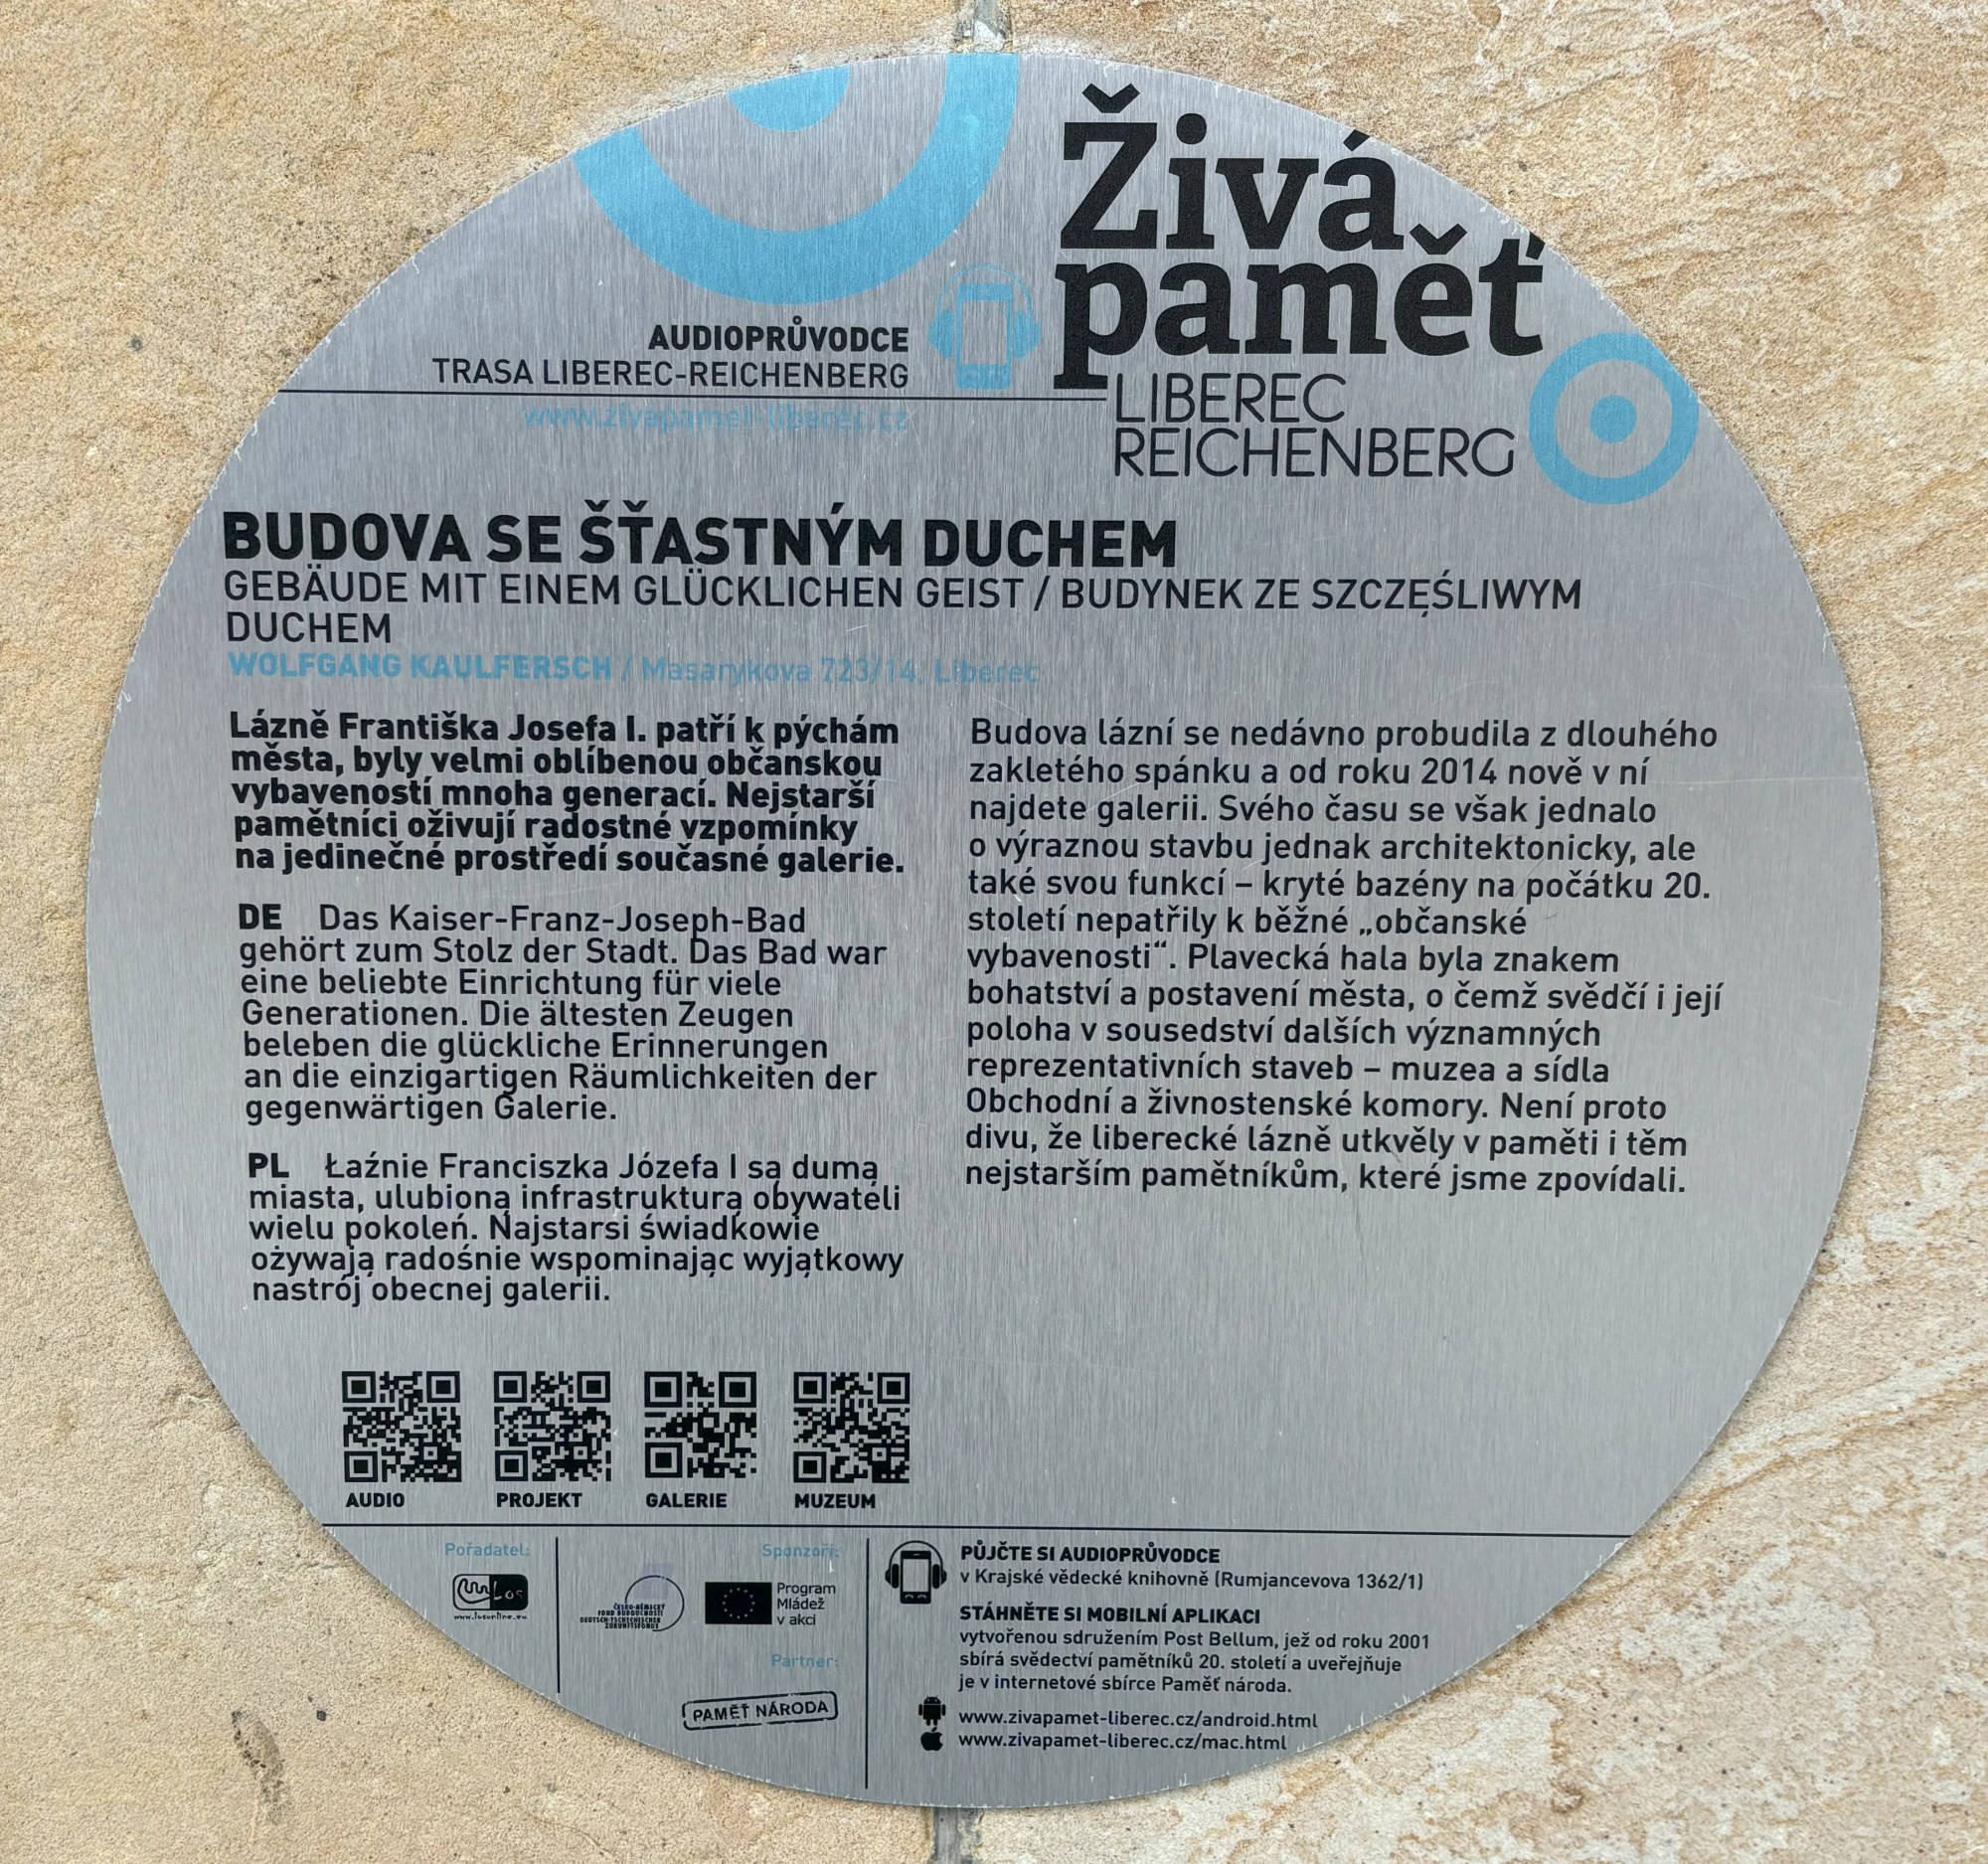 Živá
paměť
LIBEREC
REICHENBERG
AUDIOPRŮVODCE
TRASA LIBEREC-REICHENBERG
www.zivapamet-liberec.cz
BUDOVA SE ŠŤASTNÝM DUCHEM
GEBÄUDE MIT EINEM GLÜCKLICHEN GEIST / BUDYNEK ZE SZCZĘŚLIWYM
DUCHEM
WOLFGANG KAULFERSCH / Masarykova 723/14, Liberec
Lázně Františka Josefa I. patří k pýchám
města, byly velmi oblíbenou občanskou
vybaveností mnoha generací. Nejstarší
pamětníci oživují radostné vzpomínky
na jedinečné prostředí současné galerie.
DE Das Kaiser-Franz-Joseph-Bad
gehört zum Stolz der Stadt. Das Bad war
eine beliebte Einrichtung für viele
Generationen. Die ältesten Zeugen
beleben die glückliche Erinnerungen
an die einzigartigen Räumlichkeiten der
gegenwärtigen Galerie.
PL Łaźnie Franciszka Józefa I są dumą
miasta, ulubioną infrastrukturą obywateli
wielu pokoleń. Najstarsi świadkowie
ożywają radośnie wspominając wyjątkowy
nastrój obecnej galerii.
Budova lázní se nedávno probudila z dlouhého
zakletého spánku a od roku 2014 nově v ní
najdete galerii. Svého času se však jednalo
o výraznou stavbu jednak architektonicky, ale
také svou funkcí – kryté bazény na počátku 20.
století nepatřily k běžné „občanské
vybavenosti“. Plavecká hala byla znakem
bohatství a postavení města, o čemž svědčí i její
poloha v sousedství dalších významných
reprezentativních staveb – muzea a sídla
Obchodní a živnostenské komory. Není proto
divu, že liberecké lázně utkvěly v paměti i těm
nejstarším pamětníkům, které jsme zpovídali.
AUDIO
PROJEKT
GALERIE
MUZEUM
Pořadatel:
Los
www.losonline.eu
Sponzoři:
ČESKO-NĚMECKÝ
FOND BUDOUCNOSTI
DEUTSCH-TSCHECHISCHER
ZUKUNFTSFONDS
Program
Mládež
v akci
Partner:
PAMĚŤ NÁRODA
PŮJČTE SI AUDIOPRŮVODCE
v Krajské vědecké knihovně (Rumjancevova 1362/1)
STÁHNĚTE SI MOBILNÍ APLIKACI
vytvořenou sdružením Post Bellum, jež od roku 2001
sbírá svědectví pamětníků 20. století a uveřejňuje
je v internetové sbírce Paměť národa.
www.zivapamet-liberec.cz/android.html
www.zivapamet-liberec.cz/mac.html